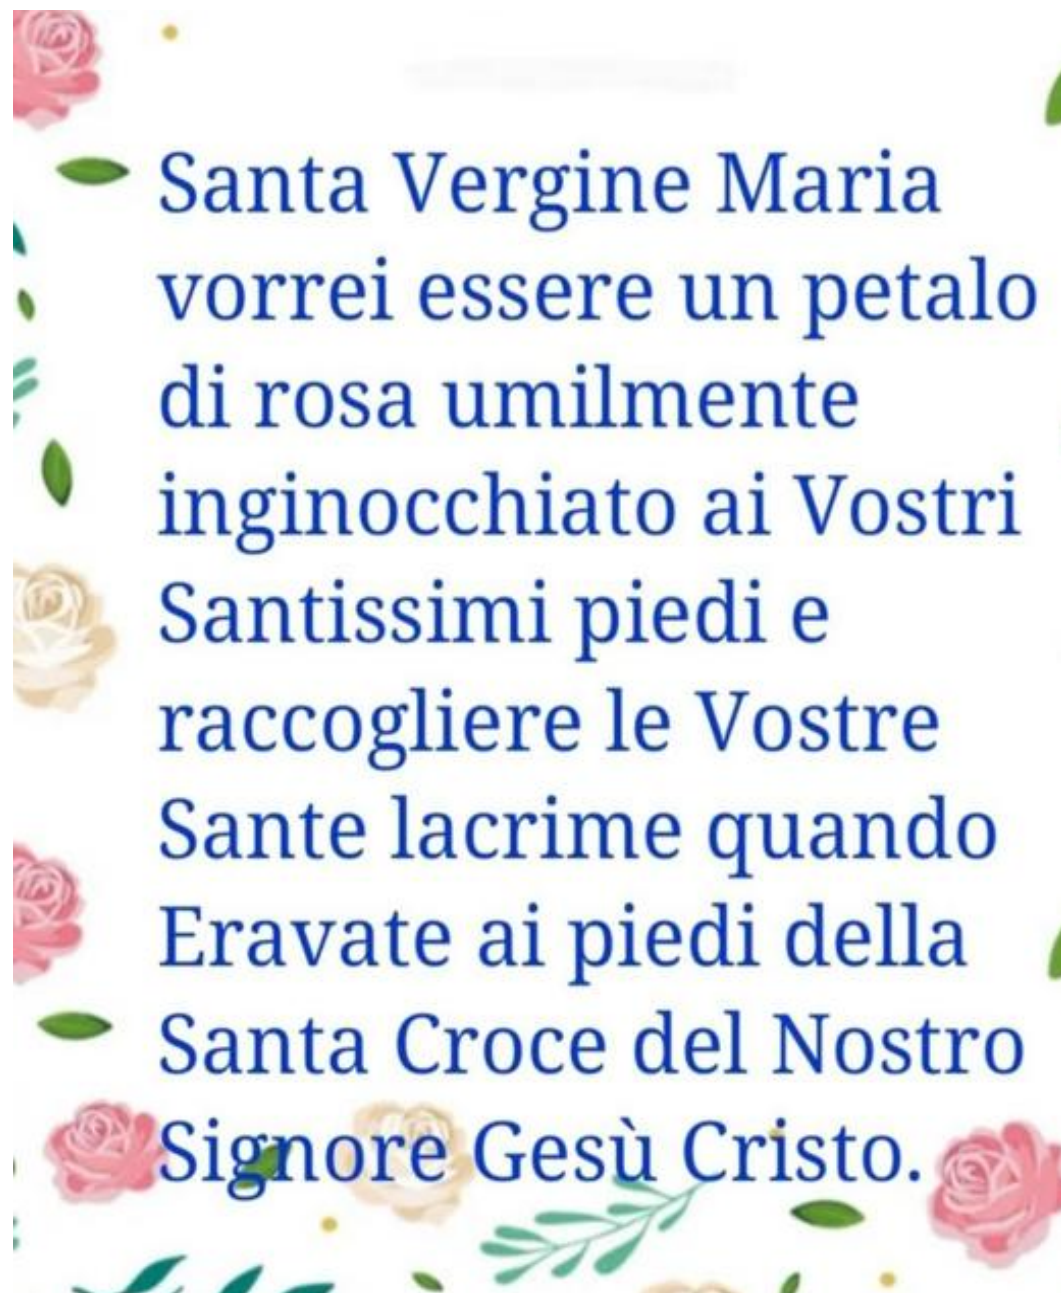 Santa Vergine Maria
vorrei essere un petalo
di rosa umilmente
inginocchiato ai Vostri
Santissimi piedi e
raccogliere le Vostre
Sante lacrime quando
Eravate ai piedi della
Santa Croce del Nostro
Signore Gesù Cristo.